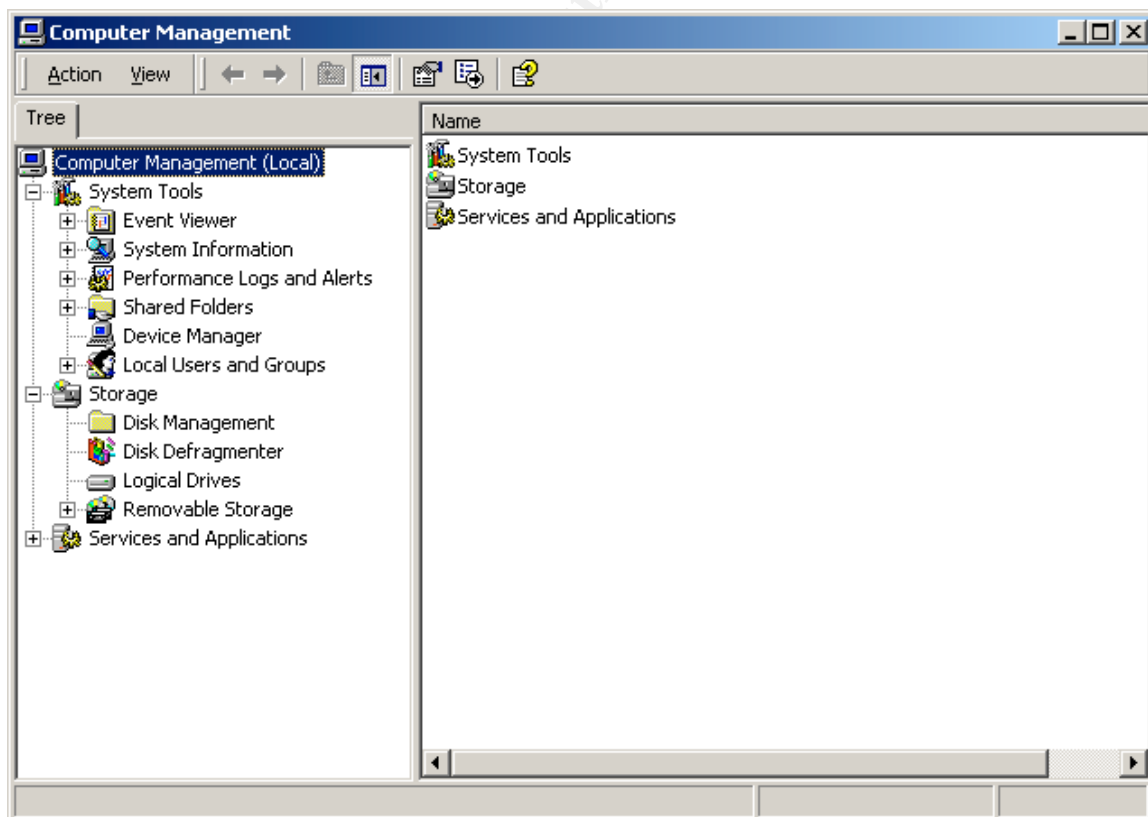 Computer Management
Action View
Tree
Name
Computer Management (Local)
System Tools
Event Viewer
System Information
Performance Logs and Alerts
Shared Folders
Device Manager
Local Users and Groups
Storage
Disk Management
Disk Defragmenter
Logical Drives
Removable Storage
Services and Applications
System Tools
Storage
Services and Applications